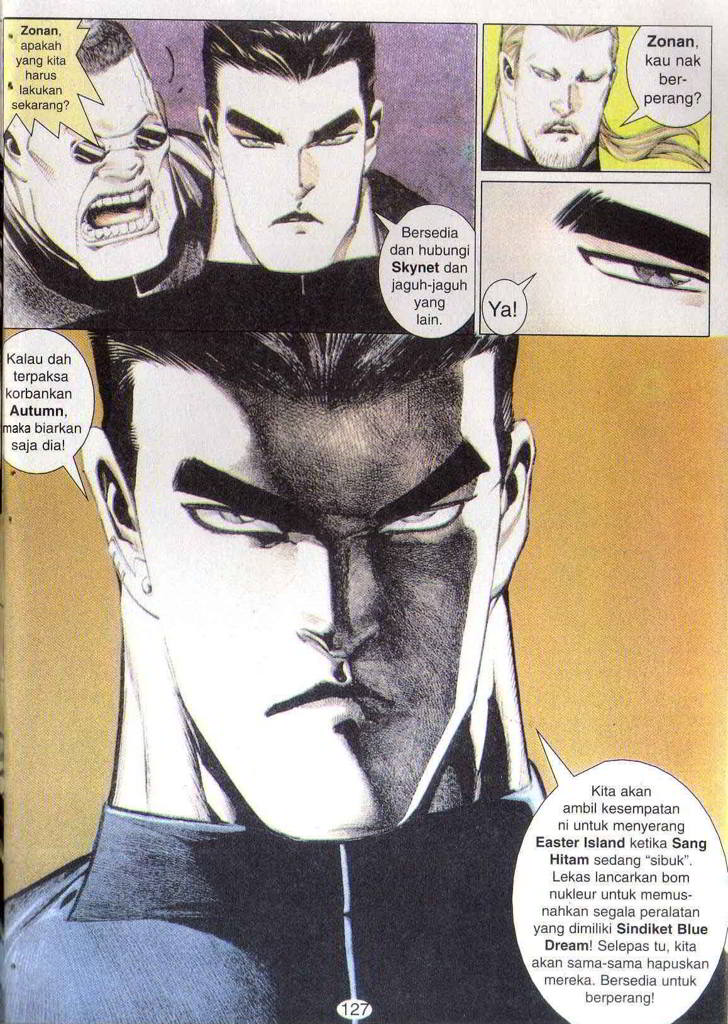 Zonan,
apakah
yang kita
harus
lakukan
sekarang?
Bersedia
dan hubungi
Skynet dan
jaguh-jaguh
yang
lain.
Zonan,
kau nak
ber-
perang?
Ya!
Kalau dah
terpaksa
korbankan
Autumn,
maka biarkan
saja dia!
Kita akan
ambil kesempatan
ni untuk menyerang
Easter Island ketika Sang
Hitam sedang "sibuk".
Lekas lancarkan bom
nukleur untuk memus-
nahkan segala peralatan
yang dimiliki Sindiket Blue
Dream! Selepas tu, kita
akan sama-sama hapuskan
mereka. Bersedia untuk
berperang!
127